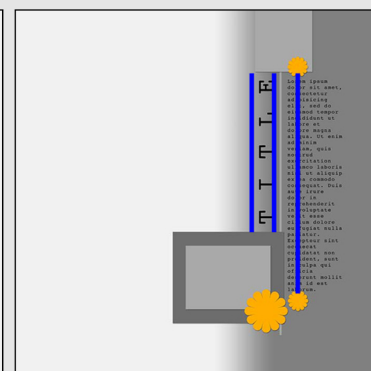 Lorem ipsum
dolor sit amet,
consectetur
adipisicing
elit, sed do
eiusmod tempor
incididunt ut
labore et
dolore magna
aliqua. Ut enim
ad minim
veniam, quis
nostrud
exercitation
ullamco laboris
nisi ut aliquip
ex ea commodo
consequat. Duis
aute irure
dolor in
reprehenderit
in voluptate
velit esse
cillum dolore
eu fugiat nulla
pariatur.
Excepteur sint
occaecat
cupidatat non
proident, sunt
in culpa qui
officia
deserunt mollit
anim id est
laborum.